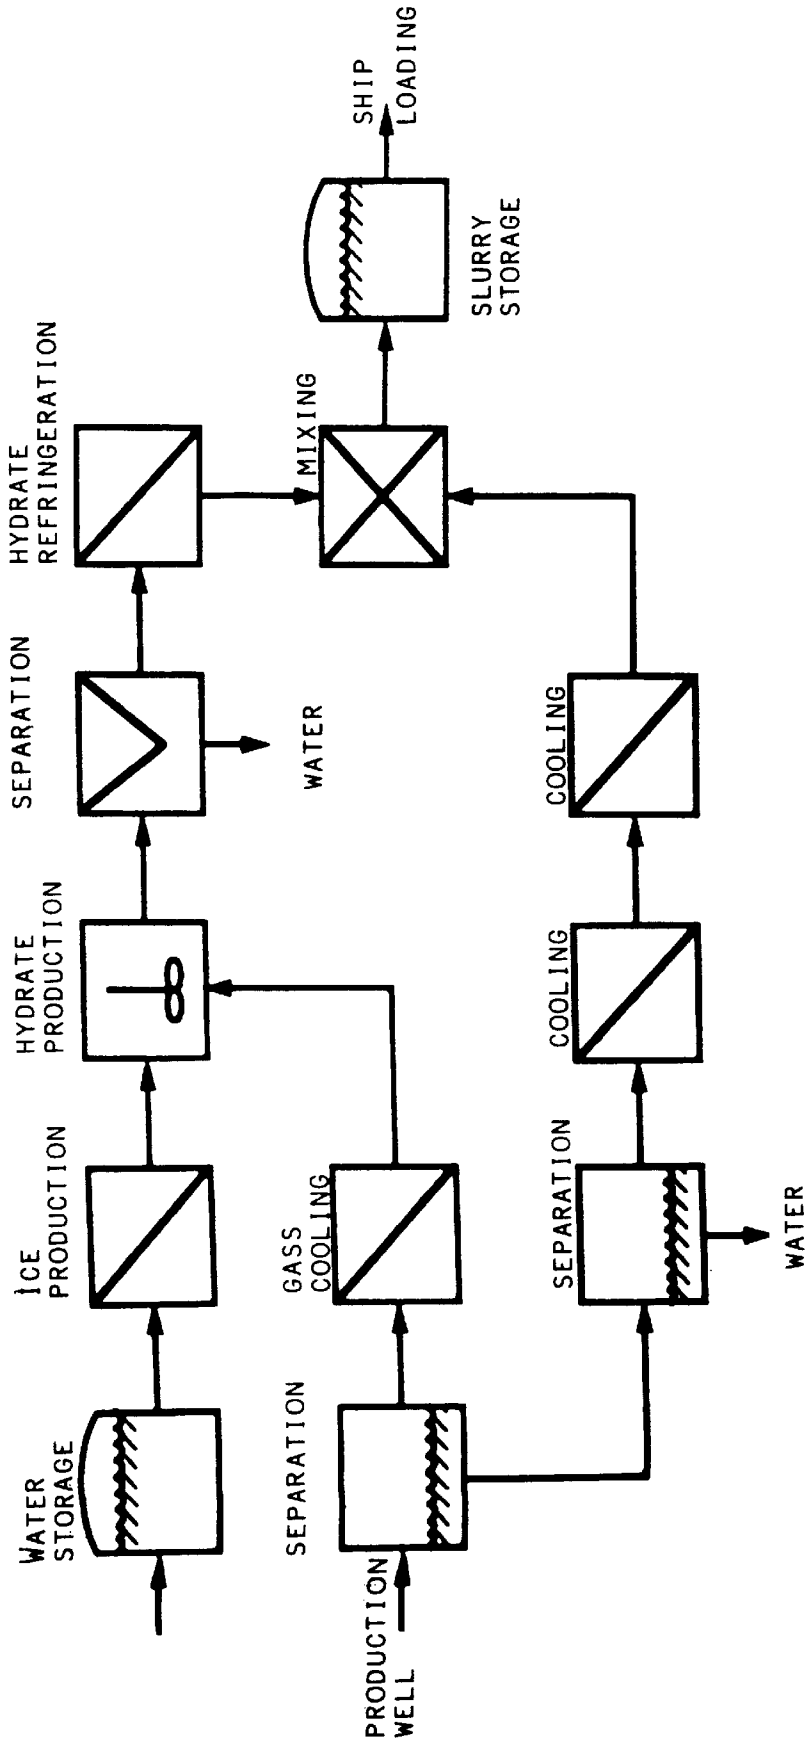 WATER
STORAGE
ICE
PRODUCTION
HYDRATE
PRODUCTION
SEPARATION
HYDRATE
REFRINGERATION
WATER
MIXING
SHIP
LOADING
SLURRY
STORAGE
PRODUCTION
WELL
SEPARATION
GASS
COOLING
SEPARATION
WATER
COOLING
COOLING